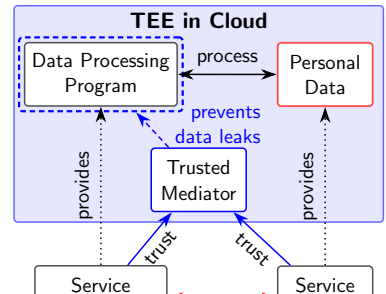 TEE in Cloud
Data Processing
Program
process
Personal
Data
prevents
data leaks
Trusted
Mediator
provides
provides
trust
trust
Service
Service